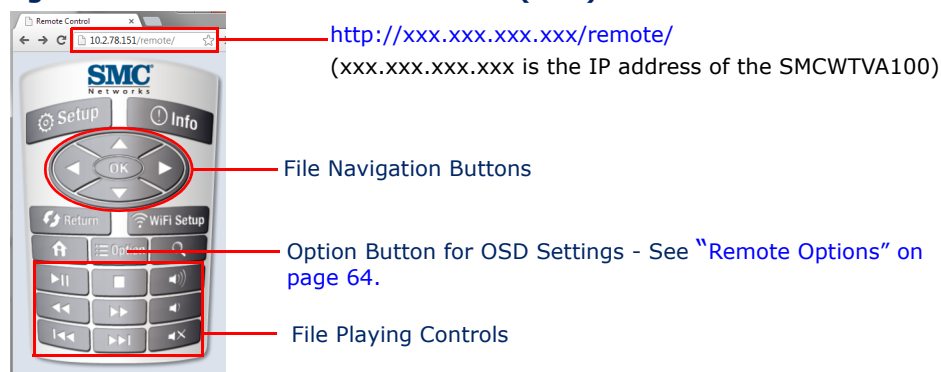 Remote Control
10.2.78.151/remote/
http://xxx.xxx.xxx.xxx/remote/
(xxx.xxx.xxx.xxx is the IP address of the SMCWTVA100)
SMC
Networks
Setup
Info
OK
File Navigation Buttons
Return
WiFi Setup
Option
Option Button for OSD Settings - See “Remote Options” on
page 64.
File Playing Controls